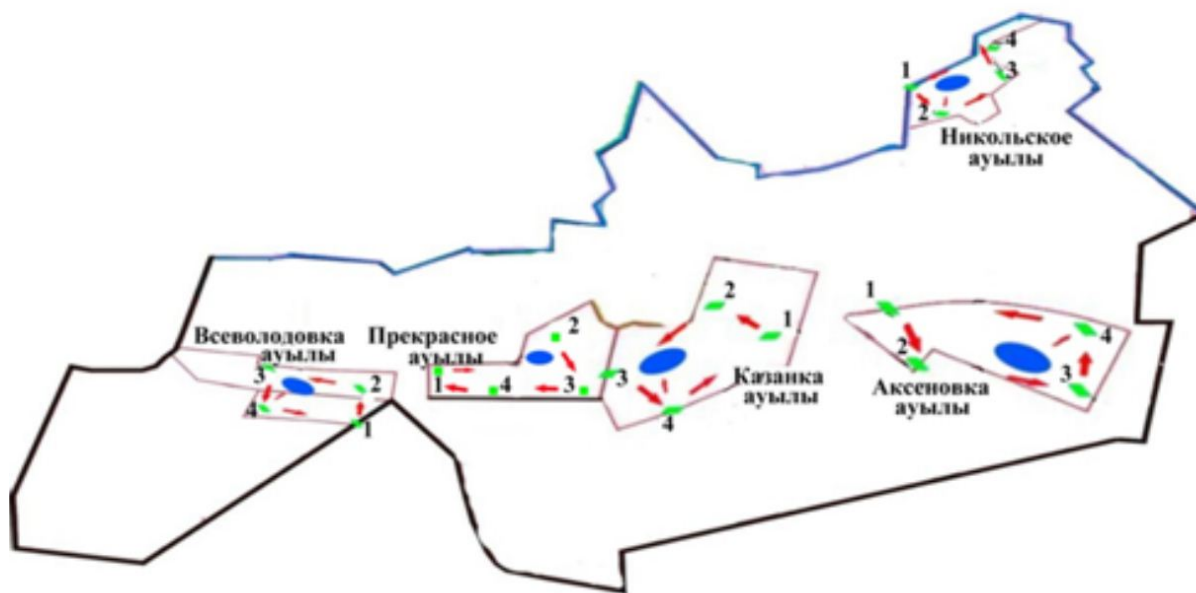 4
1
3
2
Никольское
ауылы
2
1
1
Всеволодовка
ауылы
Прекрасное
ауылы
2
4
3
2
1
4
3
3
Казанка
ауылы
2
3
Аксеновка
ауылы
4
1
4